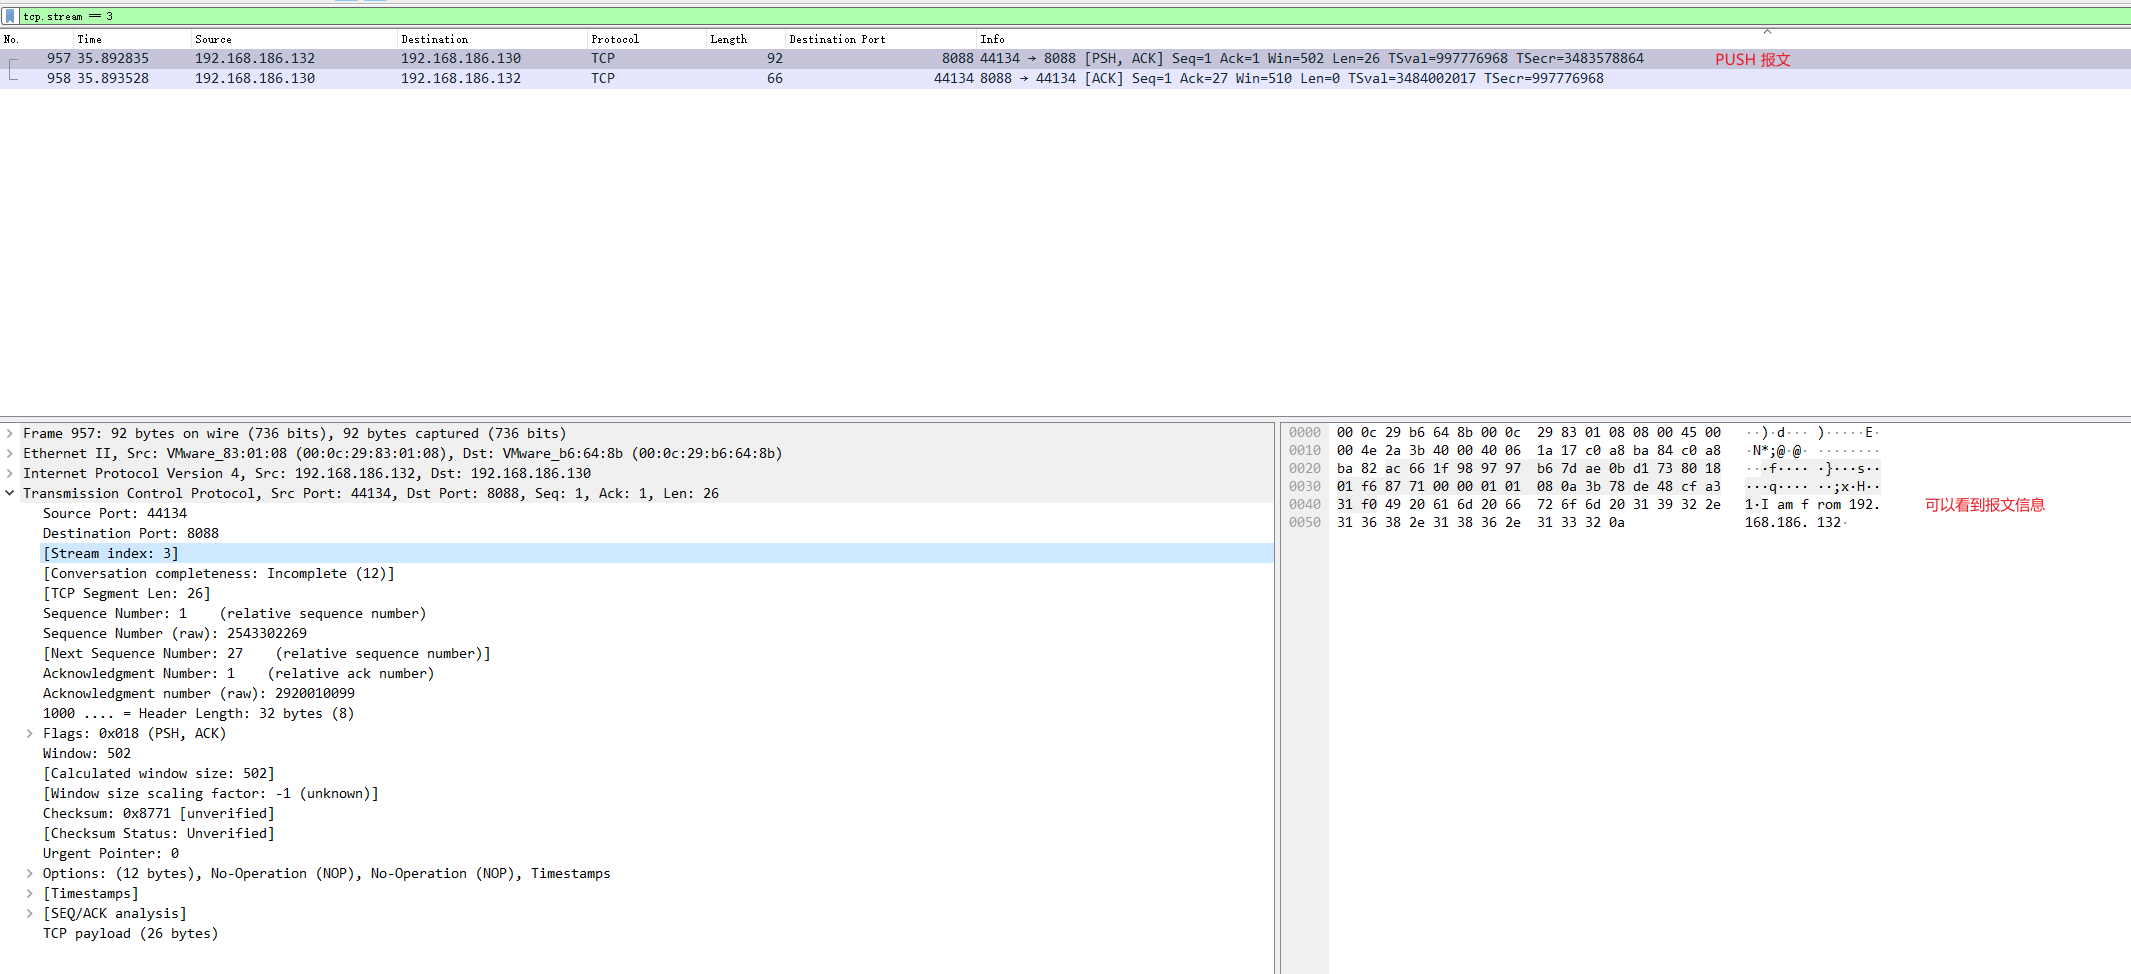 tcp.stream == 3
No. Time Source Destination Protocol Length Destination Port Info
957 35.892835 192.168.186.132 192.168.186.130 TCP 92 8088 44134 → 8088 [PSH, ACK] Seq=1 Ack=1 Win=502 Len=26 TSval=997776968 TSecr=3483578864 PUSH 报文
958 35.893528 192.168.186.130 192.168.186.132 TCP 66 44134 8088 → 44134 [ACK] Seq=1 Ack=27 Win=510 Len=0 TSval=3484002017 TSecr=997776968
Frame 957: 92 bytes on wire (736 bits), 92 bytes captured (736 bits)
Ethernet II, Src: VMware_83:01:08 (00:0c:29:83:01:08), Dst: VMware_b6:64:8b (00:0c:29:b6:64:8b)
Internet Protocol Version 4, Src: 192.168.186.132, Dst: 192.168.186.130
Transmission Control Protocol, Src Port: 44134, Dst Port: 8088, Seq: 1, Ack: 1, Len: 26
Source Port: 44134
Destination Port: 8088
[Stream index: 3]
[Conversation completeness: Incomplete (12)]
[TCP Segment Len: 26]
Sequence Number: 1 (relative sequence number)
Sequence Number (raw): 2543302269
[Next Sequence Number: 27 (relative sequence number)]
Acknowledgment Number: 1 (relative ack number)
Acknowledgment number (raw): 2920010099
1000 .... = Header Length: 32 bytes (8)
Flags: 0x018 (PSH, ACK)
Window: 502
[Calculated window size: 502]
[Window size scaling factor: -1 (unknown)]
Checksum: 0x8771 [unverified]
[Checksum Status: Unverified]
Urgent Pointer: 0
Options: (12 bytes), No-Operation (NOP), No-Operation (NOP), Timestamps
[Timestamps]
[SEQ/ACK analysis]
TCP payload (26 bytes)
0000 00 0c 29 b6 64 8b 00 0c 29 83 01 08 08 00 45 00 ··)·d··· )·····E·
0010 00 4e 2a 3b 40 00 40 06 1a 17 c0 a8 ba 84 c0 a8 ·N*;@·@· ········
0020 ba 82 ac 66 1f 98 97 97 b6 7d ae 0b d1 73 80 18 ···f···· ·}···s··
0030 01 f6 87 71 00 00 01 01 08 0a 3b 78 de 48 cf a3 ···q···· ··;x·H··
0040 31 f0 49 20 61 6d 20 66 72 6f 6d 20 31 39 32 2e 1·I am f rom 192.
0050 31 36 38 2e 31 38 36 2e 31 33 32 0a 168.186. 132·
可以看到报文信息